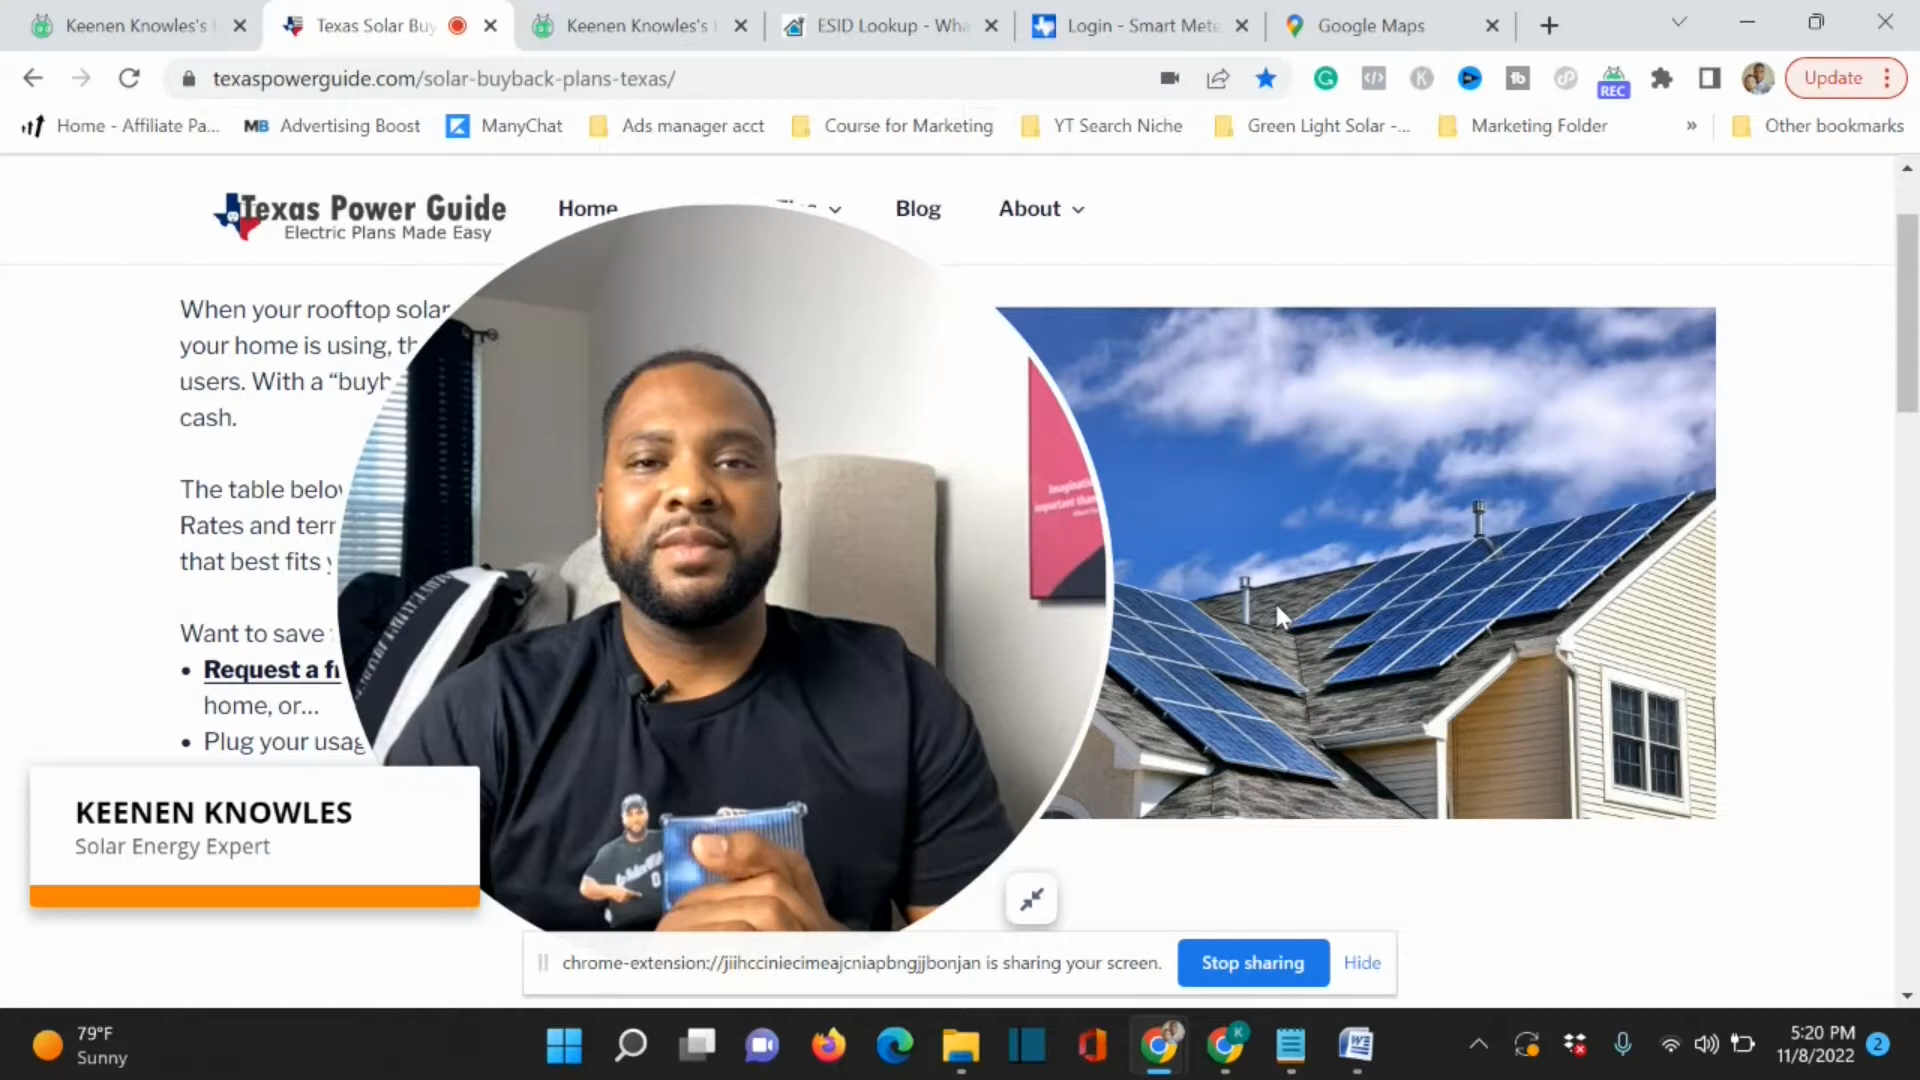 Keenen Knowles's
Texas Solar Buy
Keenen Knowles's
ESID Lookup - Wha
Login - Smart Mete
Google Maps
texaspowerguide.com/solar-buyback-plans-texas/
REC
Update
Home - Affiliate Pa...
MB Advertising Boost
ManyChat
Ads manager acct
Course for Marketing
YT Search Niche
Green Light Solar -...
Marketing Folder
»
Other bookmarks
Texas Power Guide
Electric Plans Made Easy
Home
Blog
About
When your rooftop solar
your home is using, th
users. With a “buyb
cash.
The table belo
Rates and terr
that best fits
Want to save
• Request a f
home, or...
• Plug your usag
important than
KEENEN KNOWLES
Solar Energy Expert
chrome-extension://jiihcciniecimeajcniapbngjjbonjan is sharing your screen.
Stop sharing
Hide
79°F
Sunny
5:20 PM
11/8/2022
2